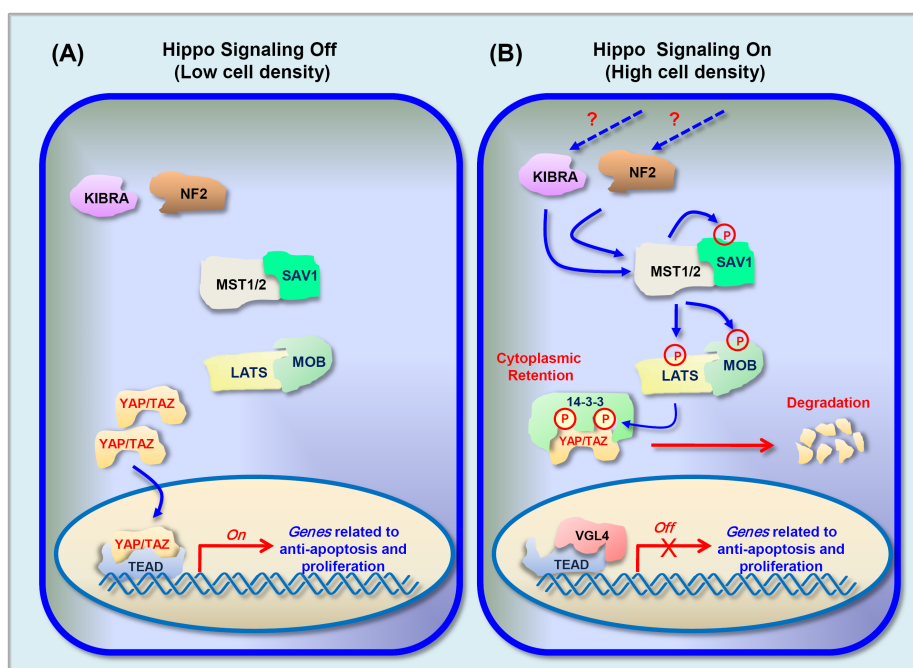 (A)
Hippo Signaling Off
(Low cell density)
KIBRA
NF2
MST1/2
SAV1
LATS
MOB
YAP/TAZ
YAP/TAZ
YAP/TAZ
TEAD
On
Genes related to
anti-apoptosis and
proliferation
(B)
Hippo Signaling On
(High cell density)
?
?
KIBRA
NF2
P
MST1/2
SAV1
P
P
LATS
MOB
Cytoplasmic
Retention
14-3-3
P
P
YAP/TAZ
Degradation
VGL4
TEAD
Off
X
Genes related to
anti-apoptosis and
proliferation